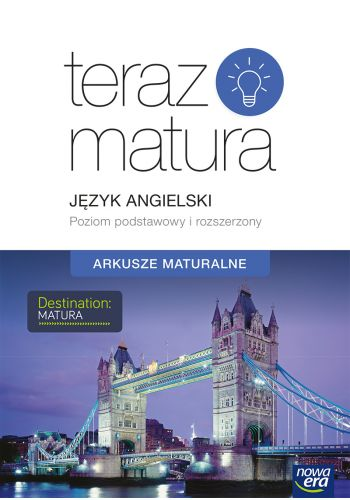 teraz
matura
JĘZYK ANGIELSKI
Poziom podstawowy i rozszerzony
ARKUSZE MATURALNE
Destination:
MATURA
nowa
era